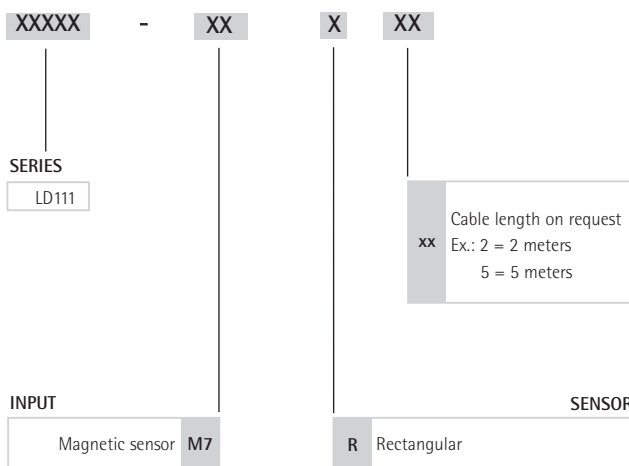 XXXXX - XX X XX
SERIES
LD111
xx
Cable length on request
Ex.: 2 = 2 meters
5 = 5 meters
INPUT
Magnetic sensor M7
SENSOR
R Rectangular